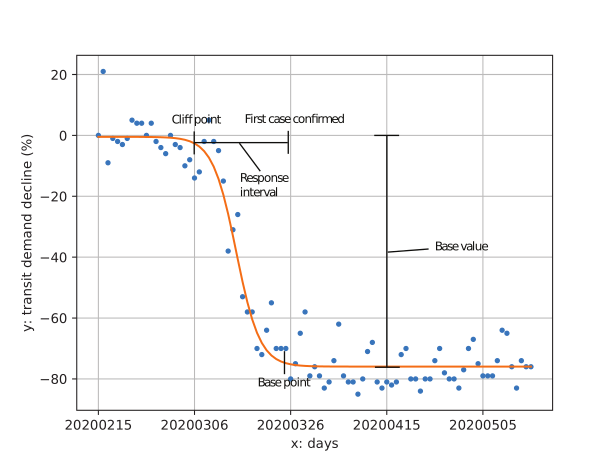 20
0
−20
−40
−60
−80
y: transit demand decline (%)
Cliff point
First case confirmed
Response
interval
Base value
Base point
20200215
20200306
20200326
20200415
20200505
x: days